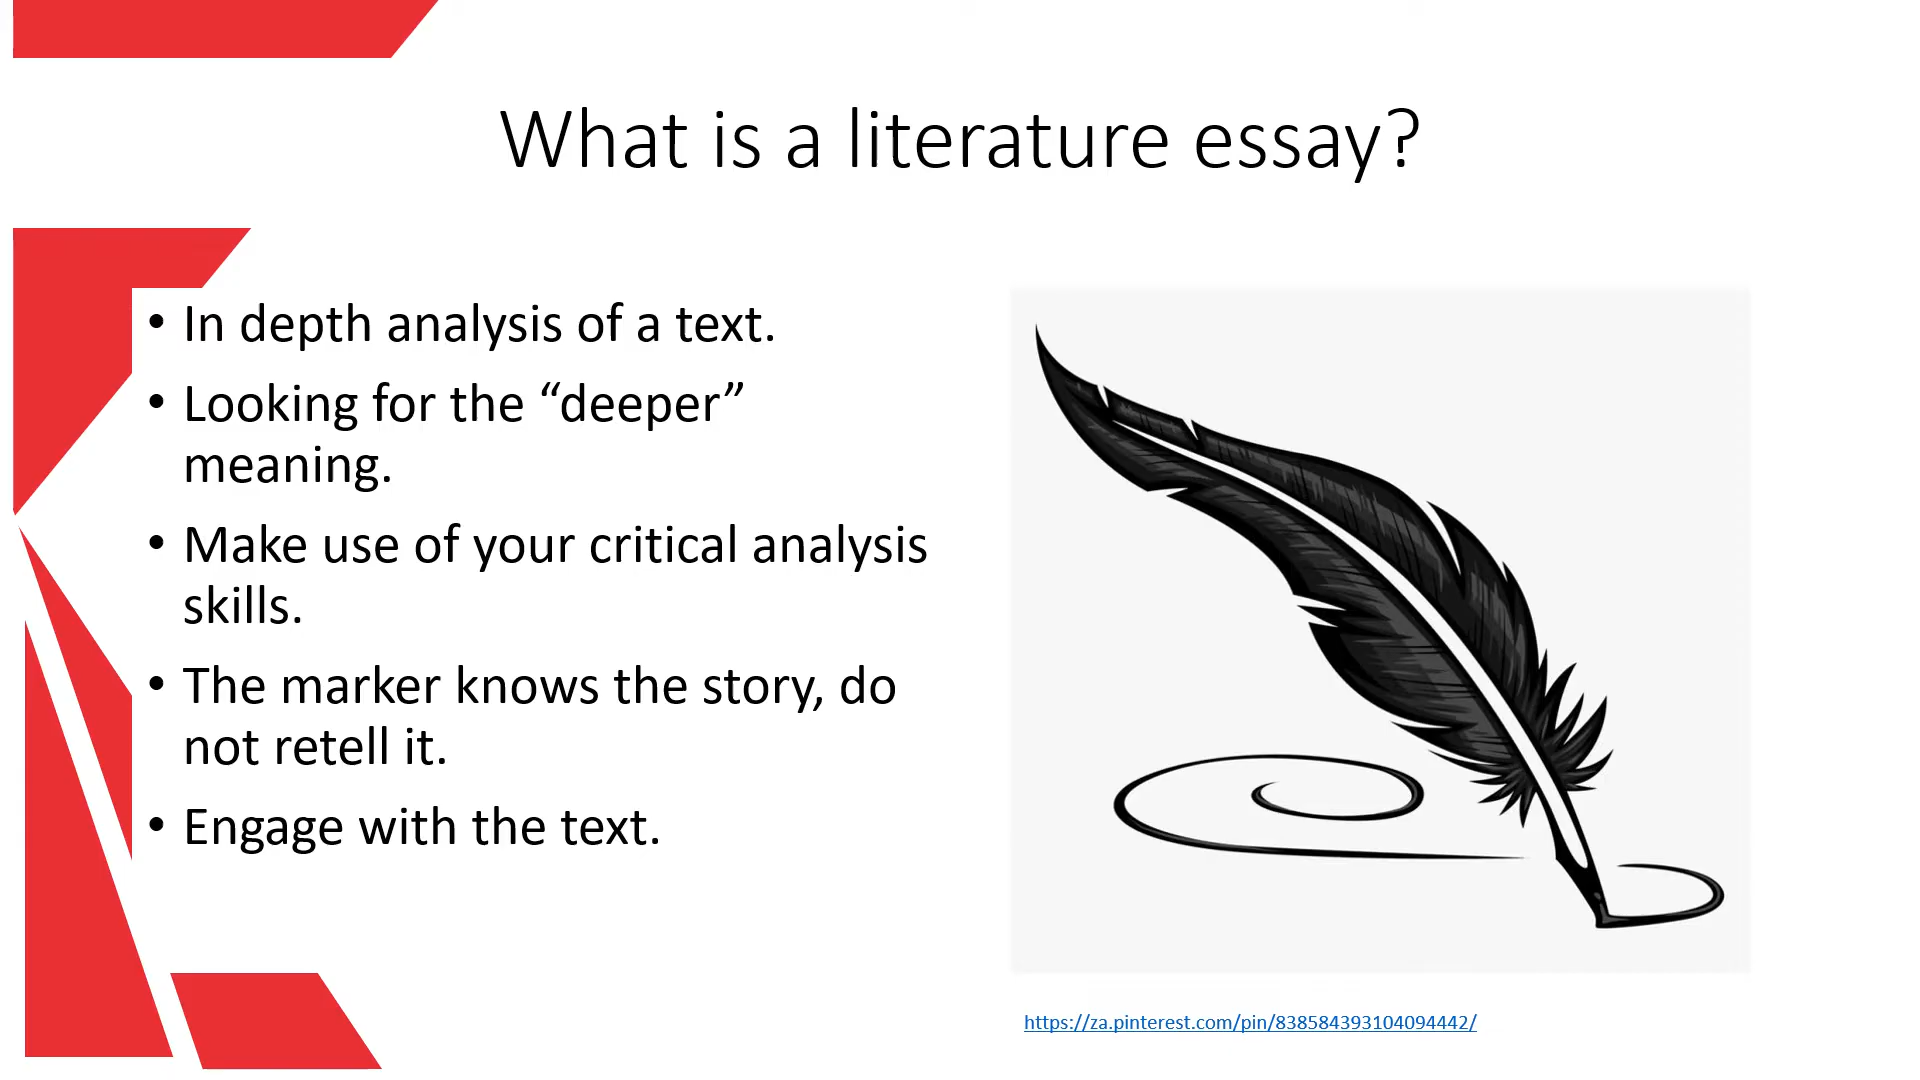 What is a literature essay?
• In depth analysis of a text.
• Looking for the “deeper”
meaning.
• Make use of your critical analysis
skills.
• The marker knows the story, do
not retell it.
• Engage with the text.
https://za.pinterest.com/pin/838584393104094442/